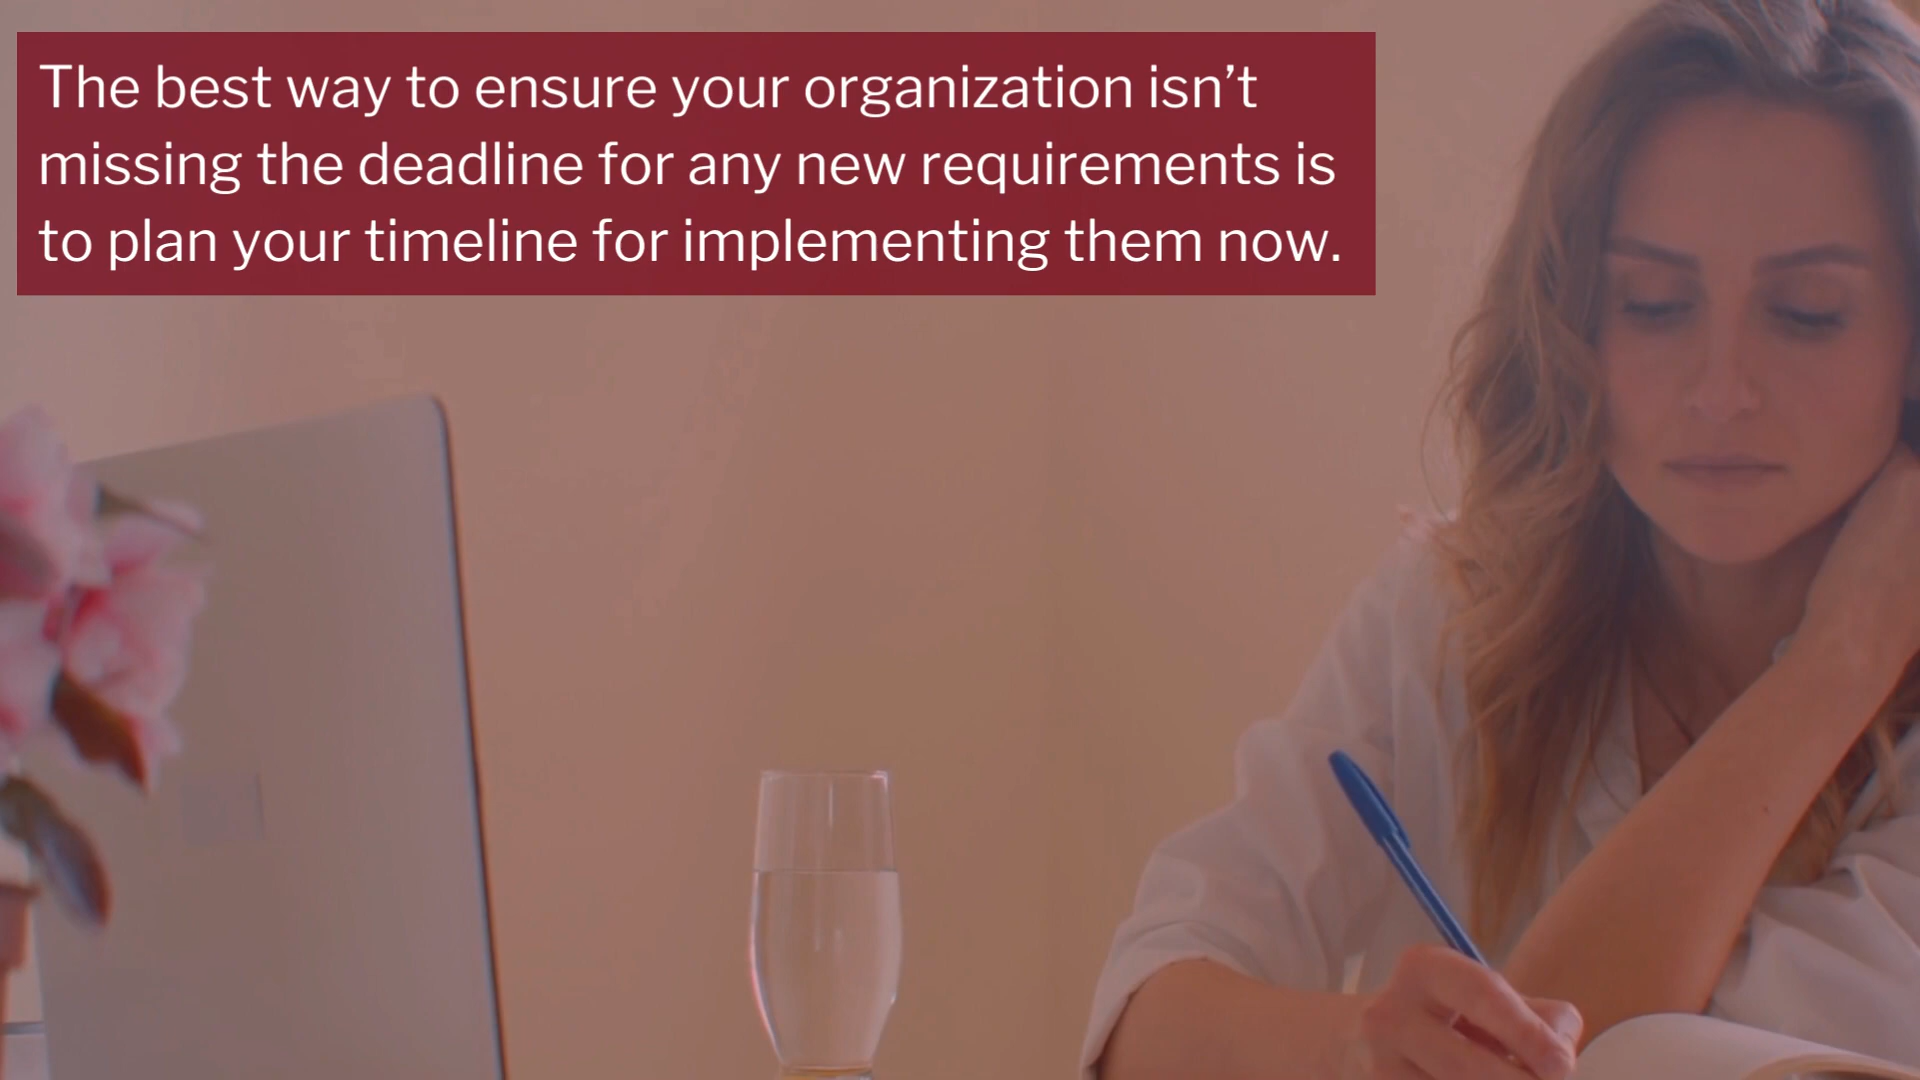 The best way to ensure your organization isn’t
missing the deadline for any new requirements is
to plan your timeline for implementing them now.